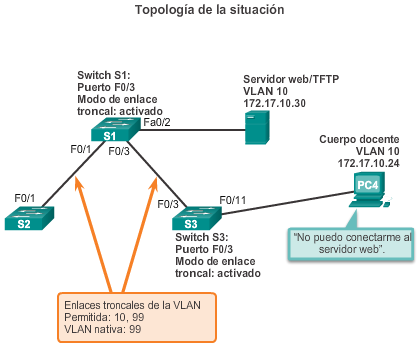 Topología de la situación
Switch S1:
Puerto F0/3
Modo de enlace
troncal: activado
Servidor web/TFTP
VLAN 10
172.17.10.30
Fa0/2
S1
F0/1
F0/3
Cuerpo docente
VLAN 10
172.17.10.24
PC4
F0/1
S2
F0/3
F0/11
S3
Switch S3:
Puerto F0/3
Modo de enlace
troncal: activado
"No puedo conectarme al
servidor web".
Enlaces troncales de la VLAN
Permitida: 10, 99
VLAN nativa: 99